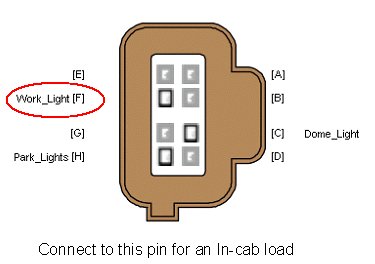 [E] [A]
Work_Light [F] [B]
[G] [C] Dome_Light
Park_Lights [H] [D]
Connect to this pin for an In-cab load